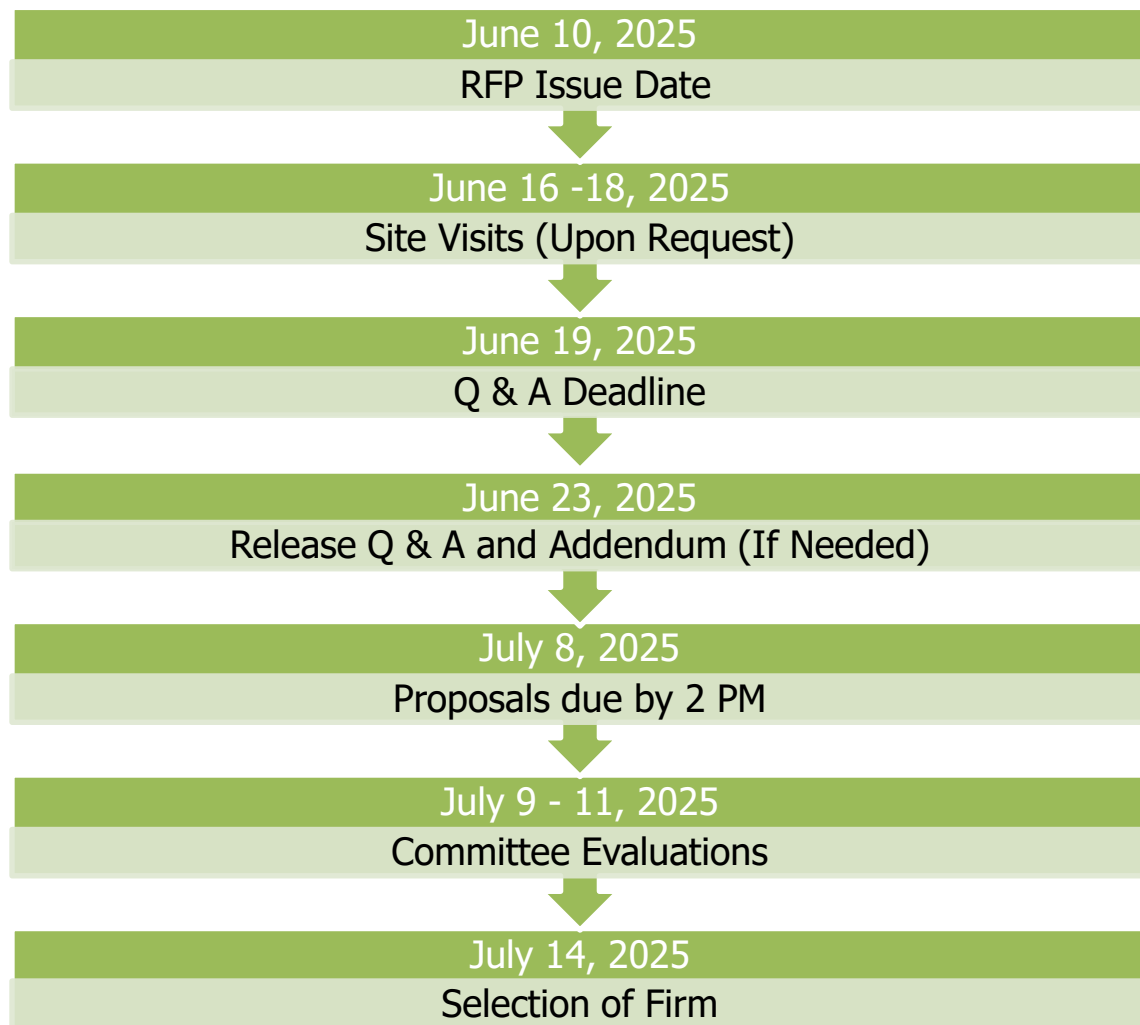 June 10, 2025
RFP Issue Date
June 16 -18, 2025
Site Visits (Upon Request)
June 19, 2025
Q & A Deadline
June 23, 2025
Release Q & A and Addendum (If Needed)
July 8, 2025
Proposals due by 2 PM
July 9 - 11, 2025
Committee Evaluations
July 14, 2025
Selection of Firm